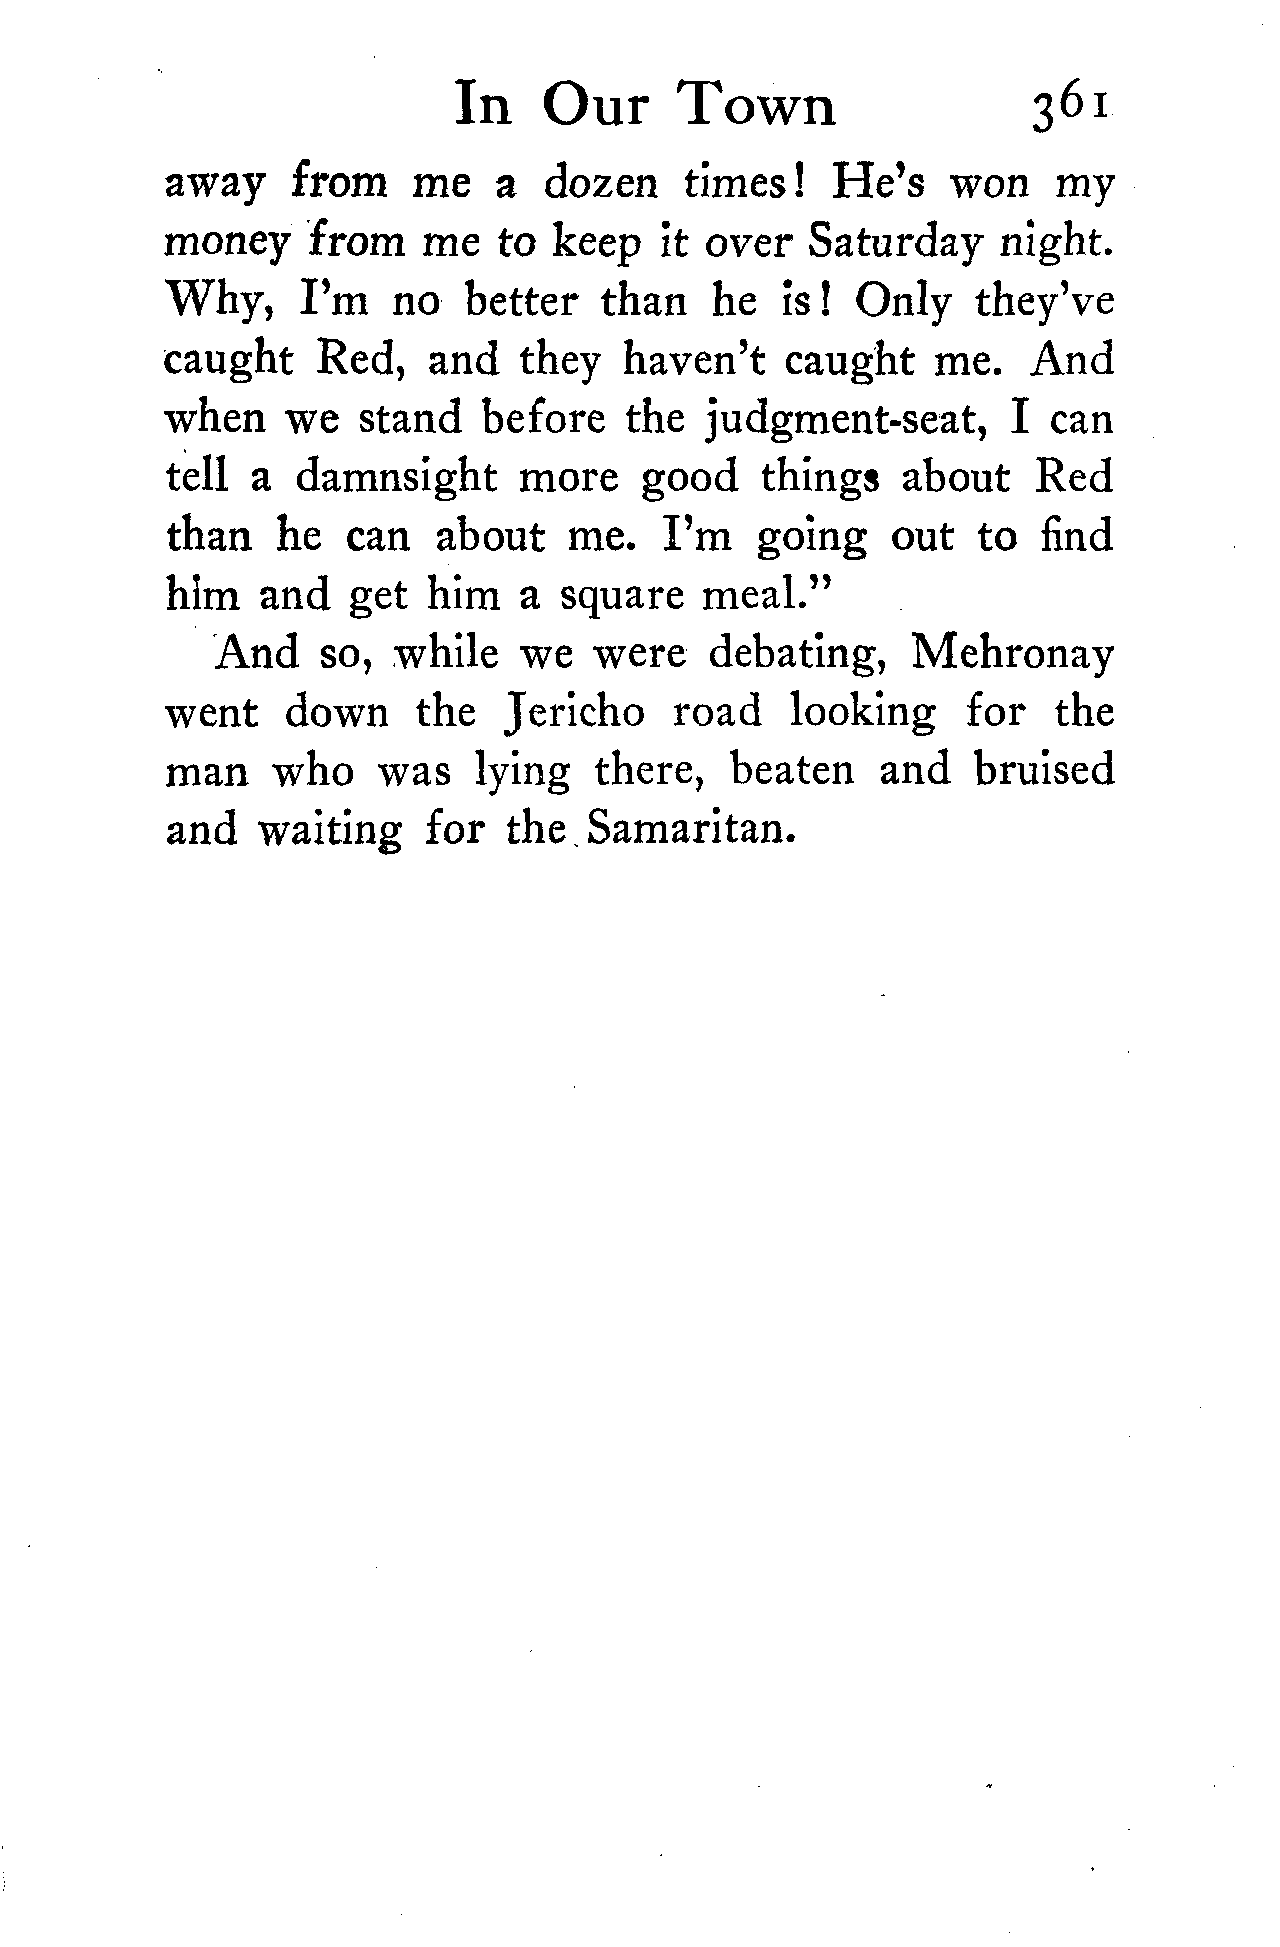 In Our Town 361
away from me a dozen times! He's won my
money from me to keep it over Saturday night.
Why, I'm no better than he is! Only they've
caught Red, and they haven't caught me. And
when we stand before the judgment-seat, I can
tell a damnsight more good things about Red
than he can about me. I'm going out to find
him and get him a square meal."
And so, while we were debating, Mehronay
went down the Jericho road looking for the
man who was lying there, beaten and bruised
and waiting for the Samaritan.